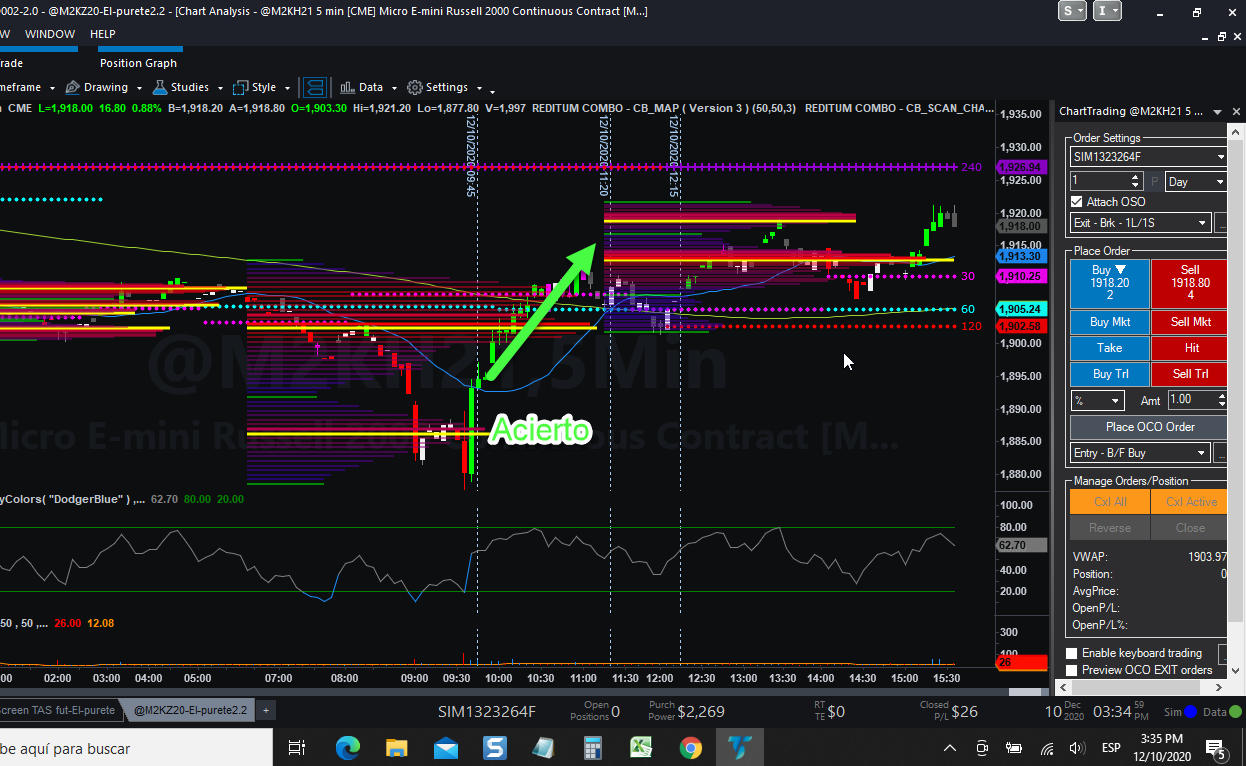 002-2.0 - @M2KZ20-El-purete2.2 - [Chart Analysis - @M2KH21 5 min [CME] Micro E-mini Russell 2000 Continuous Contract [M...]
S I
W WINDOW HELP
rade Position Graph
meframe Drawing Studies Style Data Settings
CME L=1,918.00 16.80 0.88% B=1,918.20 A=1,918.80 O=1,903.30 Hi=1,921.20 Lo=1,877.80 V=1,997 REDITUM COMBO - CB_MAP ( Version 3 ) (50,50,3) REDITUM COMBO - CB_SCAN_CHA...
12/10/2020 09:45
12/10/2020 11:20
12/10/2020 12:15
240
30
60
120
1,935.00
1,930.00
1,926.94
1,925.00
1,920.00
1,918.00
1,915.00
1,913.30
1,910.25
1,905.24
1,902.58
1,900.00
1,895.00
1,890.00
1,885.00
1,880.00
@M2KH21, 5 Min
Micro E-mini Russell 2000 Continuous Contract [M...
Acierto
yColors( "DodgerBlue" ) ,... 62.70 80.00 20.00
100.00
80.00
62.70
40.00
20.00
50 , 50 ,... 26.00 12.08
300
100
26
00 02:00 03:00 04:00 05:00 07:00 08:00 09:00 09:30 10:00 10:30 11:00 11:30 12:00 12:30 13:00 13:30 14:00 14:30 15:00 15:30
ChartTrading @M2KH21 5 ...
Order Settings
SIM1323264F
1 P Day
Attach OSO
Exit - Brk - 1L/1S ...
Place Order
Buy ▼ Sell
1918.20 1918.80
2 4
Buy Mkt Sell Mkt
Take Hit
Buy Trl Sell Trl
% Amt 1.00
Place OCO Order
Entry - B/F Buy ...
Manage Orders/Position
Cxl All Cxl Active
Reverse Close
VWAP: 1903.97
Position: 0
AvgPrice:
OpenP/L:
OpenP/L%:
Enable keyboard trading
Preview OCO EXIT orders
creen TAS fut-El-purete @M2KZ20-El-purete2.2 +
SIM1323264F Open Positions 0 Purch Power $2,269 RT TE $0 Closed P/L $26 10 Dec 2020 03:34 59 PM Sim Data
be aquí para buscar
ESP
3:35 PM
12/10/2020
5